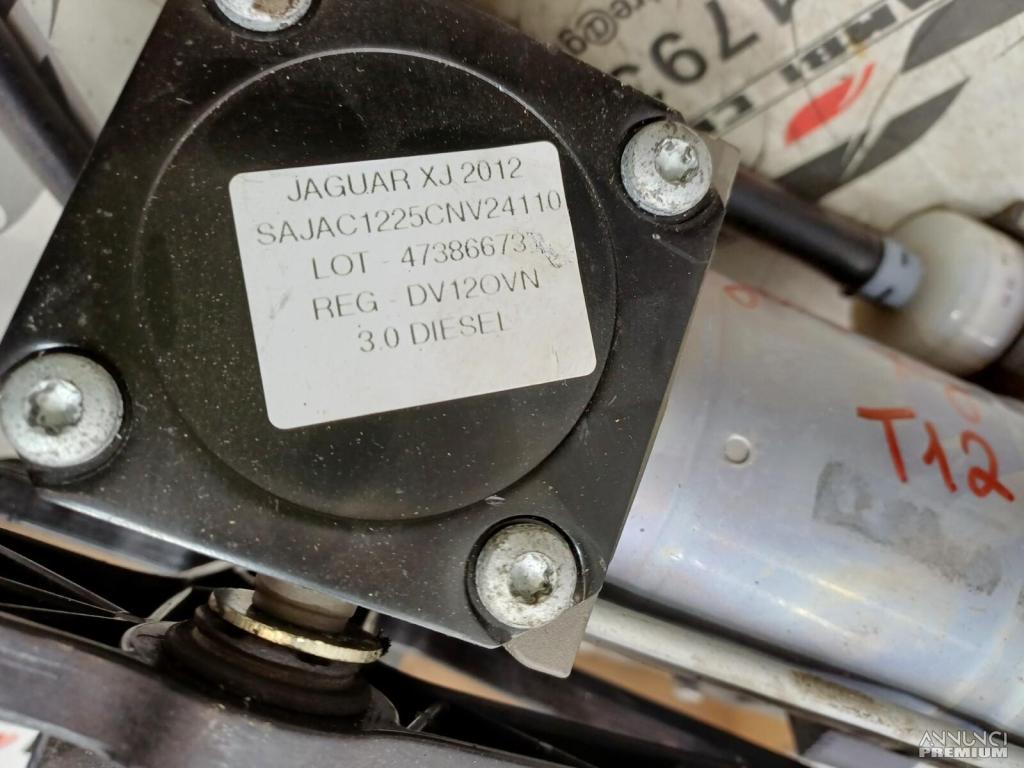 JAGUAR XJ 2012
SAJAC1225CNV24110
LOT - 47386673
REG - DV12OVN
3.0 DIESEL
T12
ANNUNCI
PREMIUM